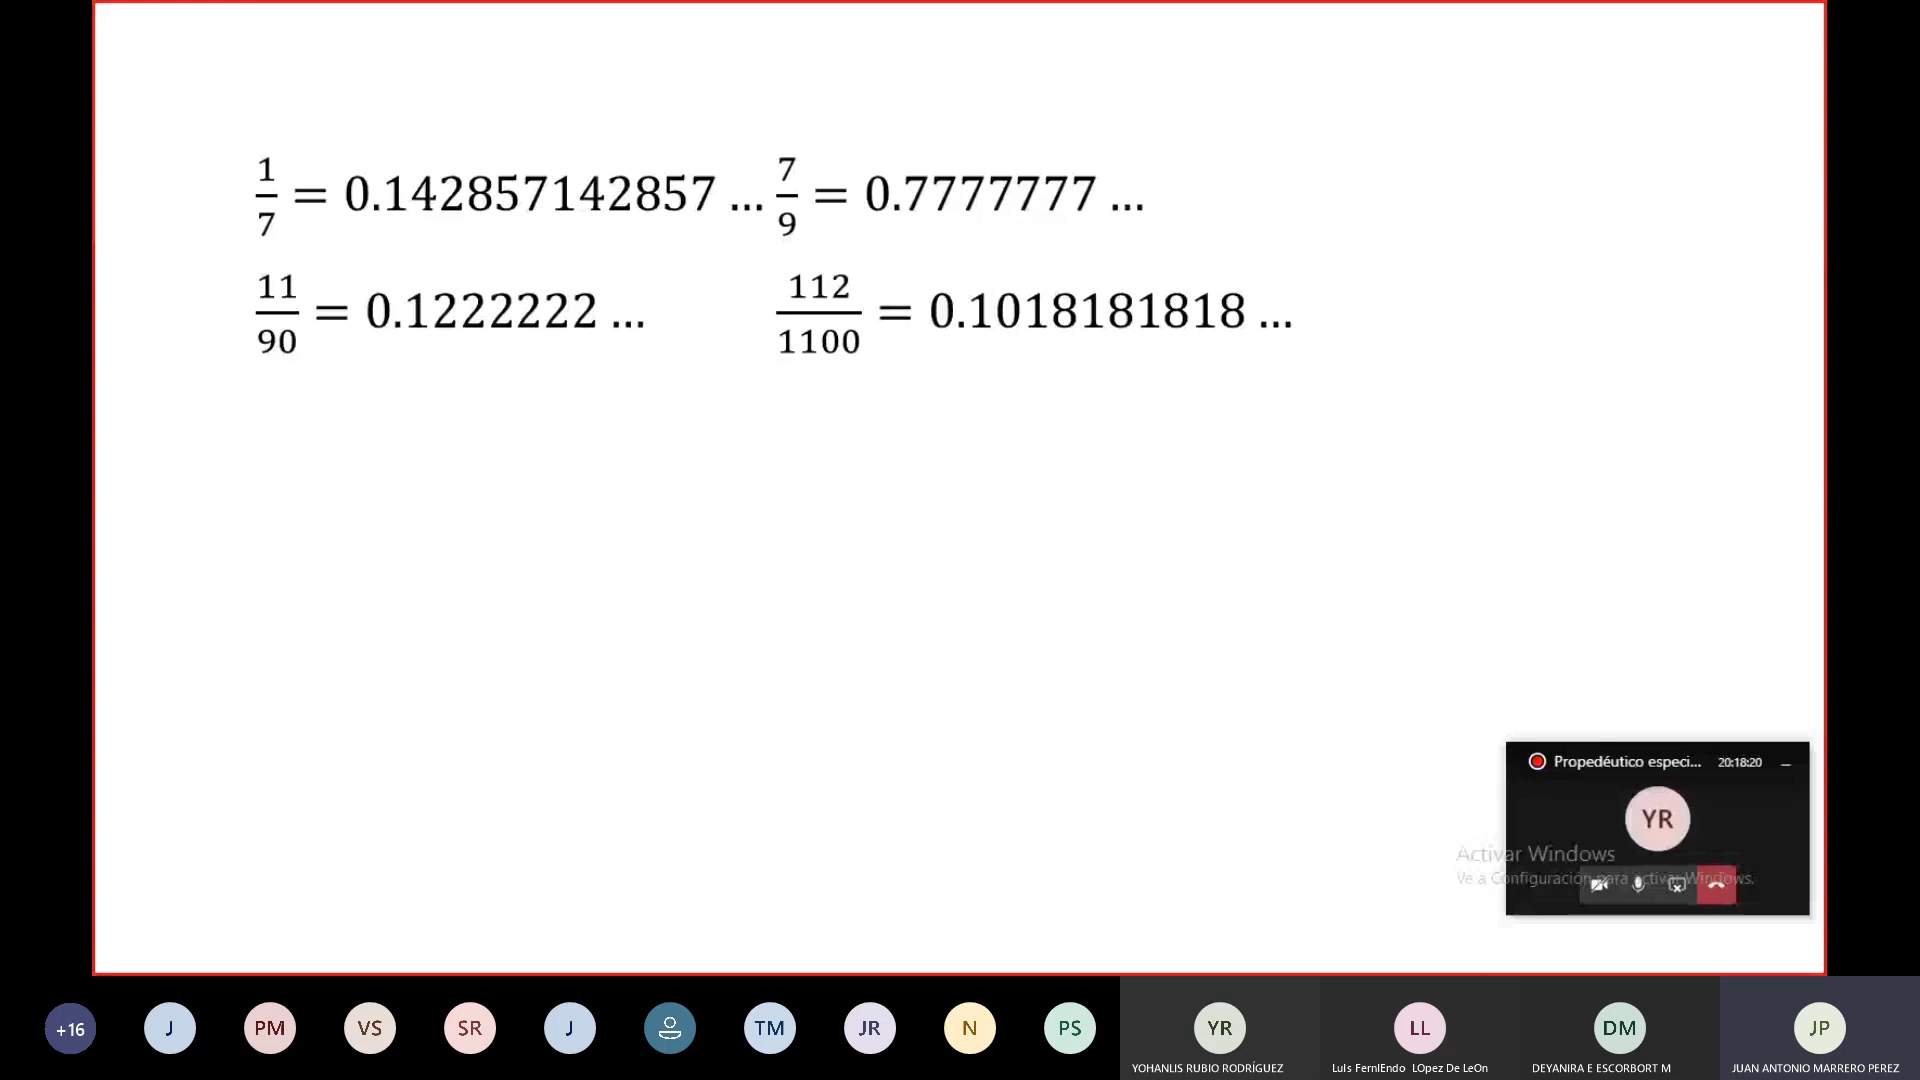 1/7 = 0.142857142857 ... 7/9 = 0.7777777 ...
11/90 = 0.1222222 ... 112/1100 = 0.1018181818 ...
Propedéutico especi... 20:18:20
YR
Activar Windows
Ve a Configuración para activar Windows.
+16 J PM VS SR J TM JR N PS YR LL DM JP
YOHANLIS RUBIO RODRÍGUEZ LuIs FernIEndo LOpez De LeOn DEYANIRA E ESCORBORT M JUAN ANTONIO MARRERO PEREZ